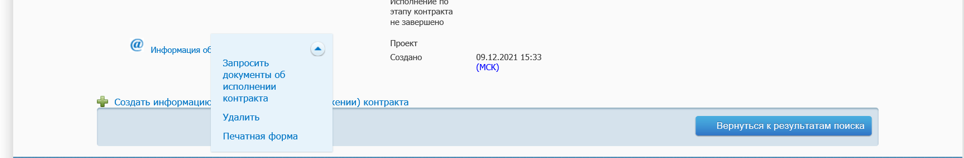 Исполнение по
этапу контракта
не завершено
Информация об
Проект
Создано 09.12.2021 15:33
(МСК)
Запросить
документы об
исполнении
контракта
Удалить
Печатная форма
Создать информацию жении) контракта
Вернуться к результатам поиска